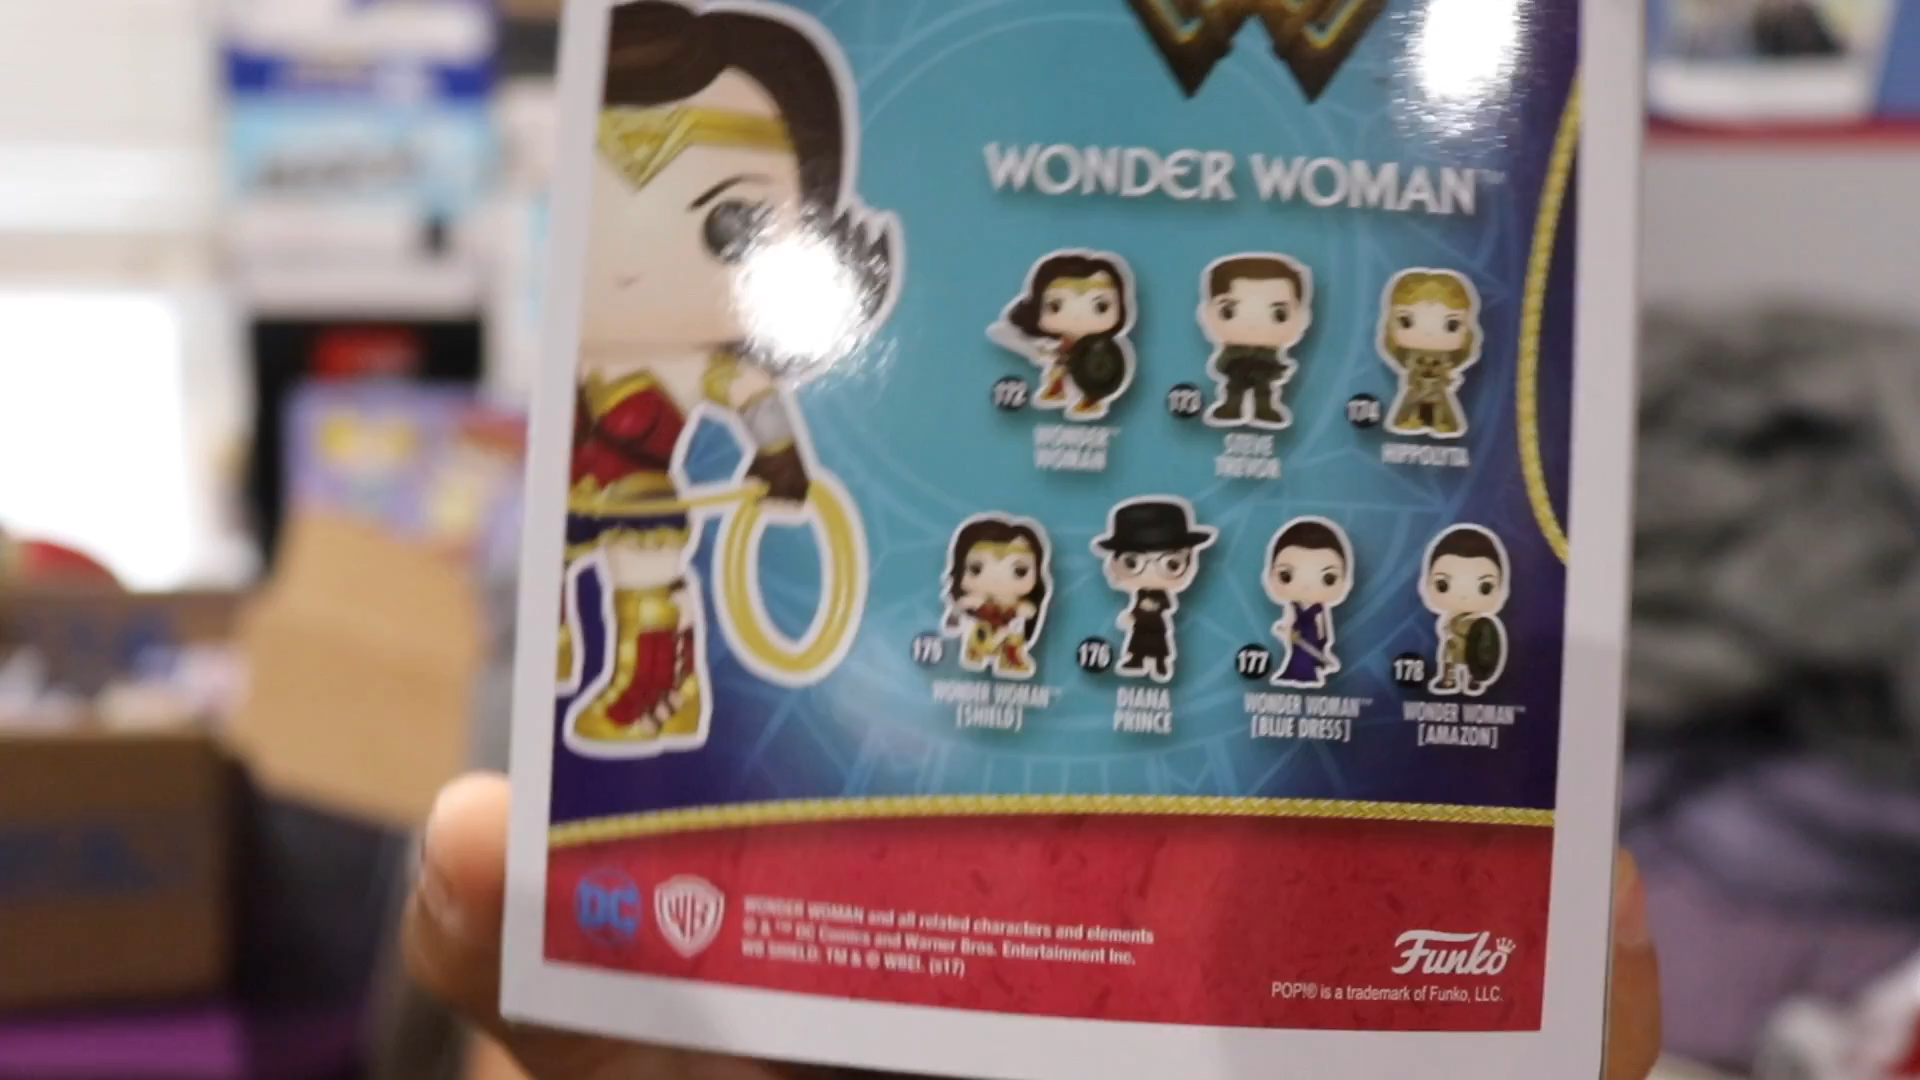 WONDER WOMAN™
172
WONDER™
WOMAN
173
STEVE
TREVOR
174
HIPPOLYTA
175
WONDER WOMAN™
[SHIELD]
176
DIANA
PRINCE
177
WONDER WOMAN™
[BLUE DRESS]
178
WONDER WOMAN™
[AMAZON]
DC
WB
WONDER WOMAN and all related characters and elements
© & ™ DC Comics and Warner Bros. Entertainment Inc.
WB SHIELD: TM & © WBEI. (s17)
Funko
POP!® is a trademark of Funko, LLC.